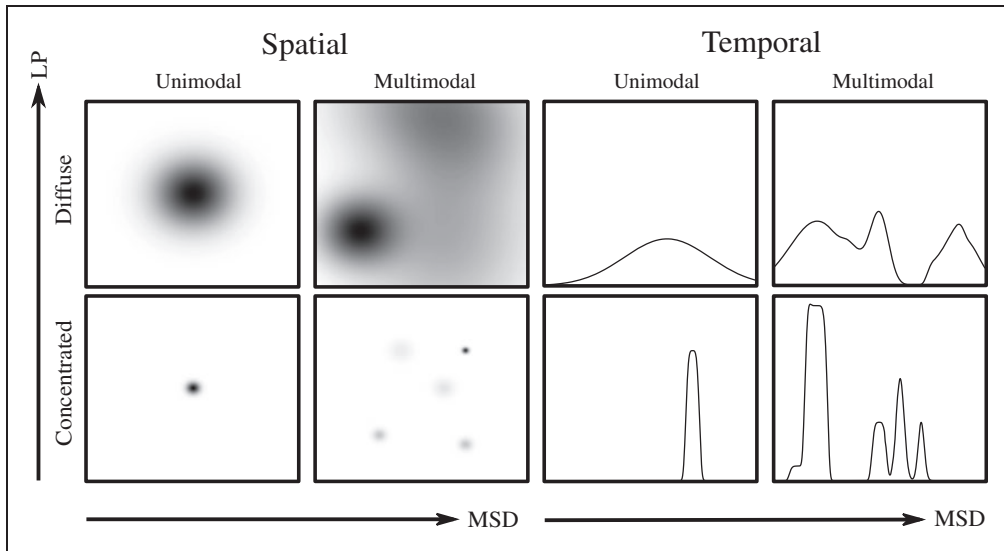 Spatial
Temporal
LP
Unimodal
Multimodal
Unimodal
Multimodal
Diffuse
Concentrated
MSD
MSD